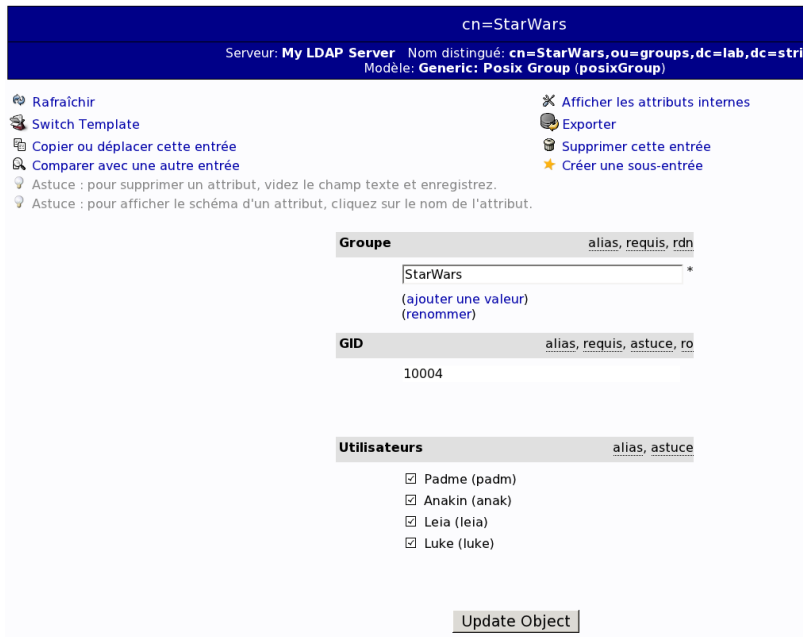 cn=StarWars
Serveur: My LDAP Server Nom distingué: cn=StarWars,ou=groups,dc=lab,dc=stri
Modèle: Generic: Posix Group (posixGroup)
Rafraîchir
Afficher les attributs internes
Switch Template
Exporter
Copier ou déplacer cette entrée
Supprimer cette entrée
Comparer avec une autre entrée
Créer une sous-entrée
Astuce : pour supprimer un attribut, videz le champ texte et enregistrez.
Astuce : pour afficher le schéma d'un attribut, cliquez sur le nom de l'attribut.
Groupe alias, requis, rdn
StarWars *
(ajouter une valeur)
(renommer)
GID alias, requis, astuce, ro
10004
Utilisateurs alias, astuce
Padme (padm)
Anakin (anak)
Leia (leia)
Luke (luke)
Update Object